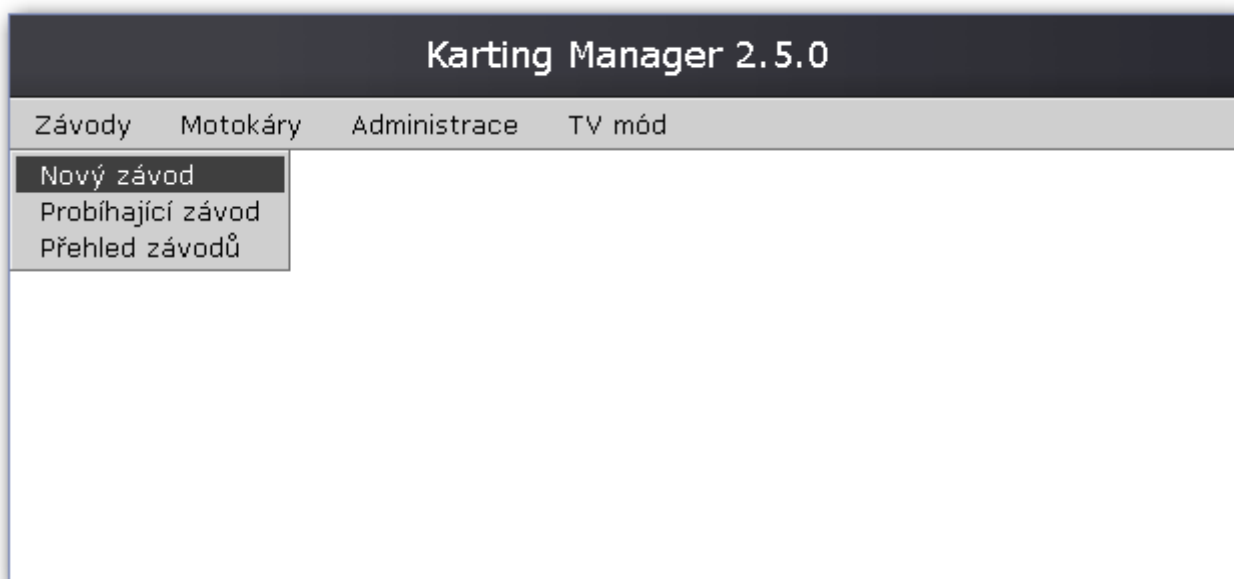 Karting Manager 2.5.0
Závody Motokáry Administrace TV mód
Nový závod
Probíhající závod
Přehled závodů